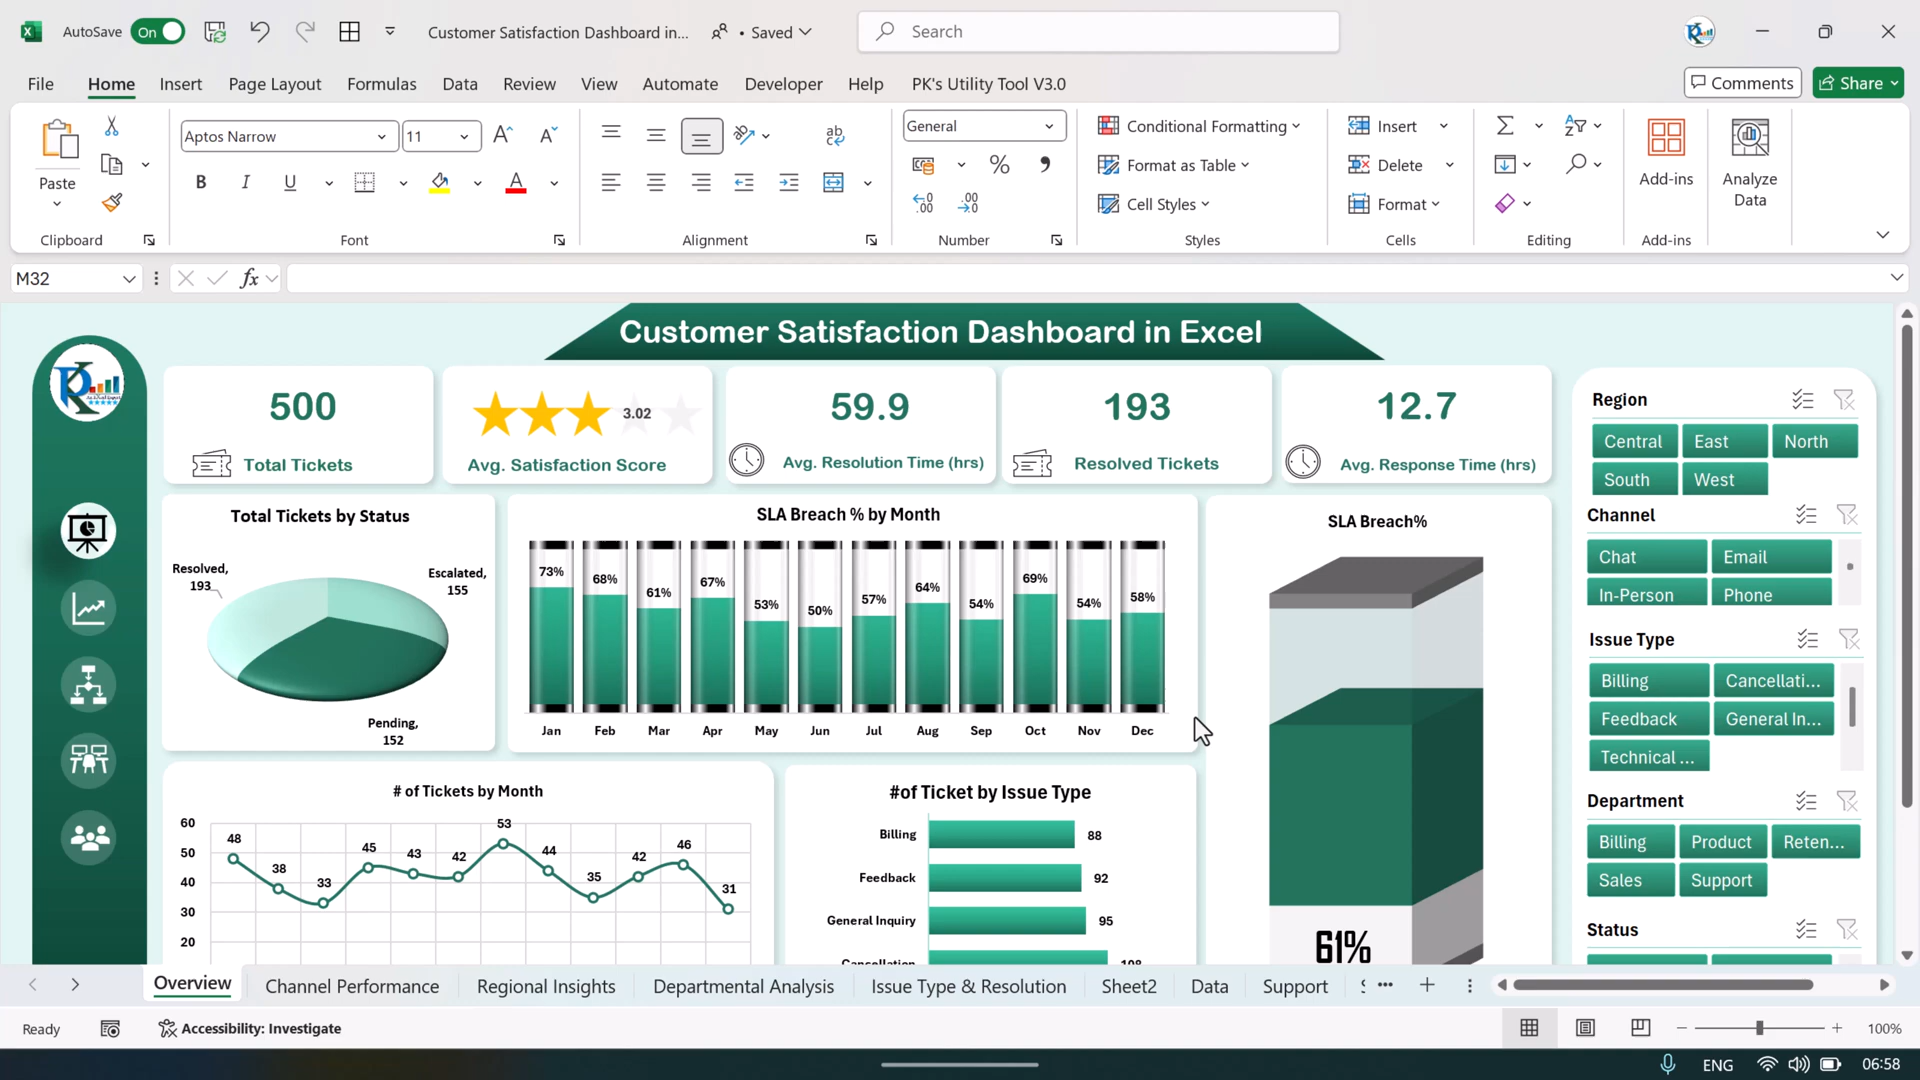 AutoSave On
Customer Satisfaction Dashboard in... • Saved
Search
File Home Insert Page Layout Formulas Data Review View Automate Developer Help PK's Utility Tool V3.0
Comments Share
Paste
Clipboard
Aptos Narrow 11
B I U A
Font
ab
Alignment
General
% ,
Number
Conditional Formatting
Format as Table
Cell Styles
Styles
Insert
Delete
Format
Cells
Editing
Add-ins
Add-ins
Analyze
Data
M32
fx
Customer Satisfaction Dashboard in Excel
500
Total Tickets
3.02
Avg. Satisfaction Score
59.9
Avg. Resolution Time (hrs)
193
Resolved Tickets
12.7
Avg. Response Time (hrs)
Total Tickets by Status
Resolved,
193
Escalated,
155
Pending,
152
SLA Breach % by Month
73% 68% 61% 67% 53% 50% 57% 64% 54% 69% 54% 58%
Jan Feb Mar Apr May Jun Jul Aug Sep Oct Nov Dec
SLA Breach%
61%
# of Tickets by Month
60
50
40
30
20
48 38 33 45 43 42 53 44 35 42 46 31
#of Ticket by Issue Type
Billing 88
Feedback 92
General Inquiry 95
Cancellation 108
Region
Central East North
South West
Channel
Chat Email
In-Person Phone
Issue Type
Billing Cancellati...
Feedback General In...
Technical ...
Department
Billing Product Reten...
Sales Support
Status
Overview Channel Performance Regional Insights Departmental Analysis Issue Type & Resolution Sheet2 Data Support
Ready Accessibility: Investigate 100%
ENG 06:58